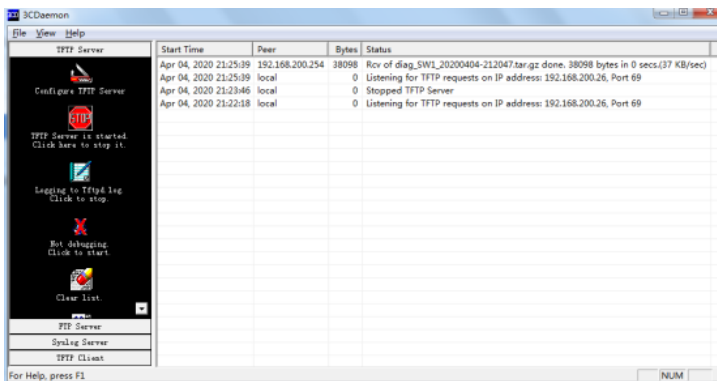 3CDaemon
File View Help
TFTP Server
Configure TFTP Server
STOP
TFTP Server is started.
Click here to stop it.
Logging to Tftpd.log.
Click to stop.
Not debugging.
Click to start.
Clear list.
FTP Server
Syslog Server
TFTP Client
Start Time Peer Bytes Status
Apr 04, 2020 21:25:39 192.168.200.254 38098 Rcv of diag_SW1_20200404-212047.tar.gz done. 38098 bytes in 0 secs.(37 KB/sec)
Apr 04, 2020 21:25:39 local 0 Listening for TFTP requests on IP address: 192.168.200.26, Port 69
Apr 04, 2020 21:23:46 local 0 Stopped TFTP Server
Apr 04, 2020 21:22:18 local 0 Listening for TFTP requests on IP address: 192.168.200.26, Port 69
For Help, press F1
NUM